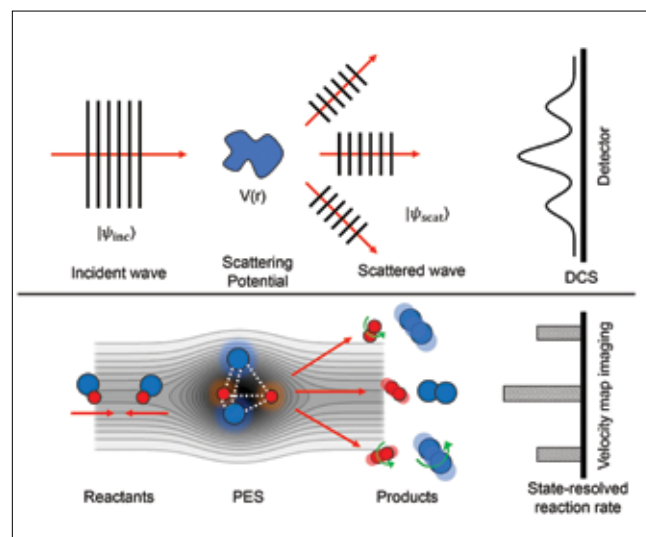 V(r)
|ψinc⟩
|ψscat⟩
Incident wave
Scattering
Potential
Scattered wave
DCS
Detector
Reactants
PES
Products
State-resolved
reaction rate
Velocity map imaging